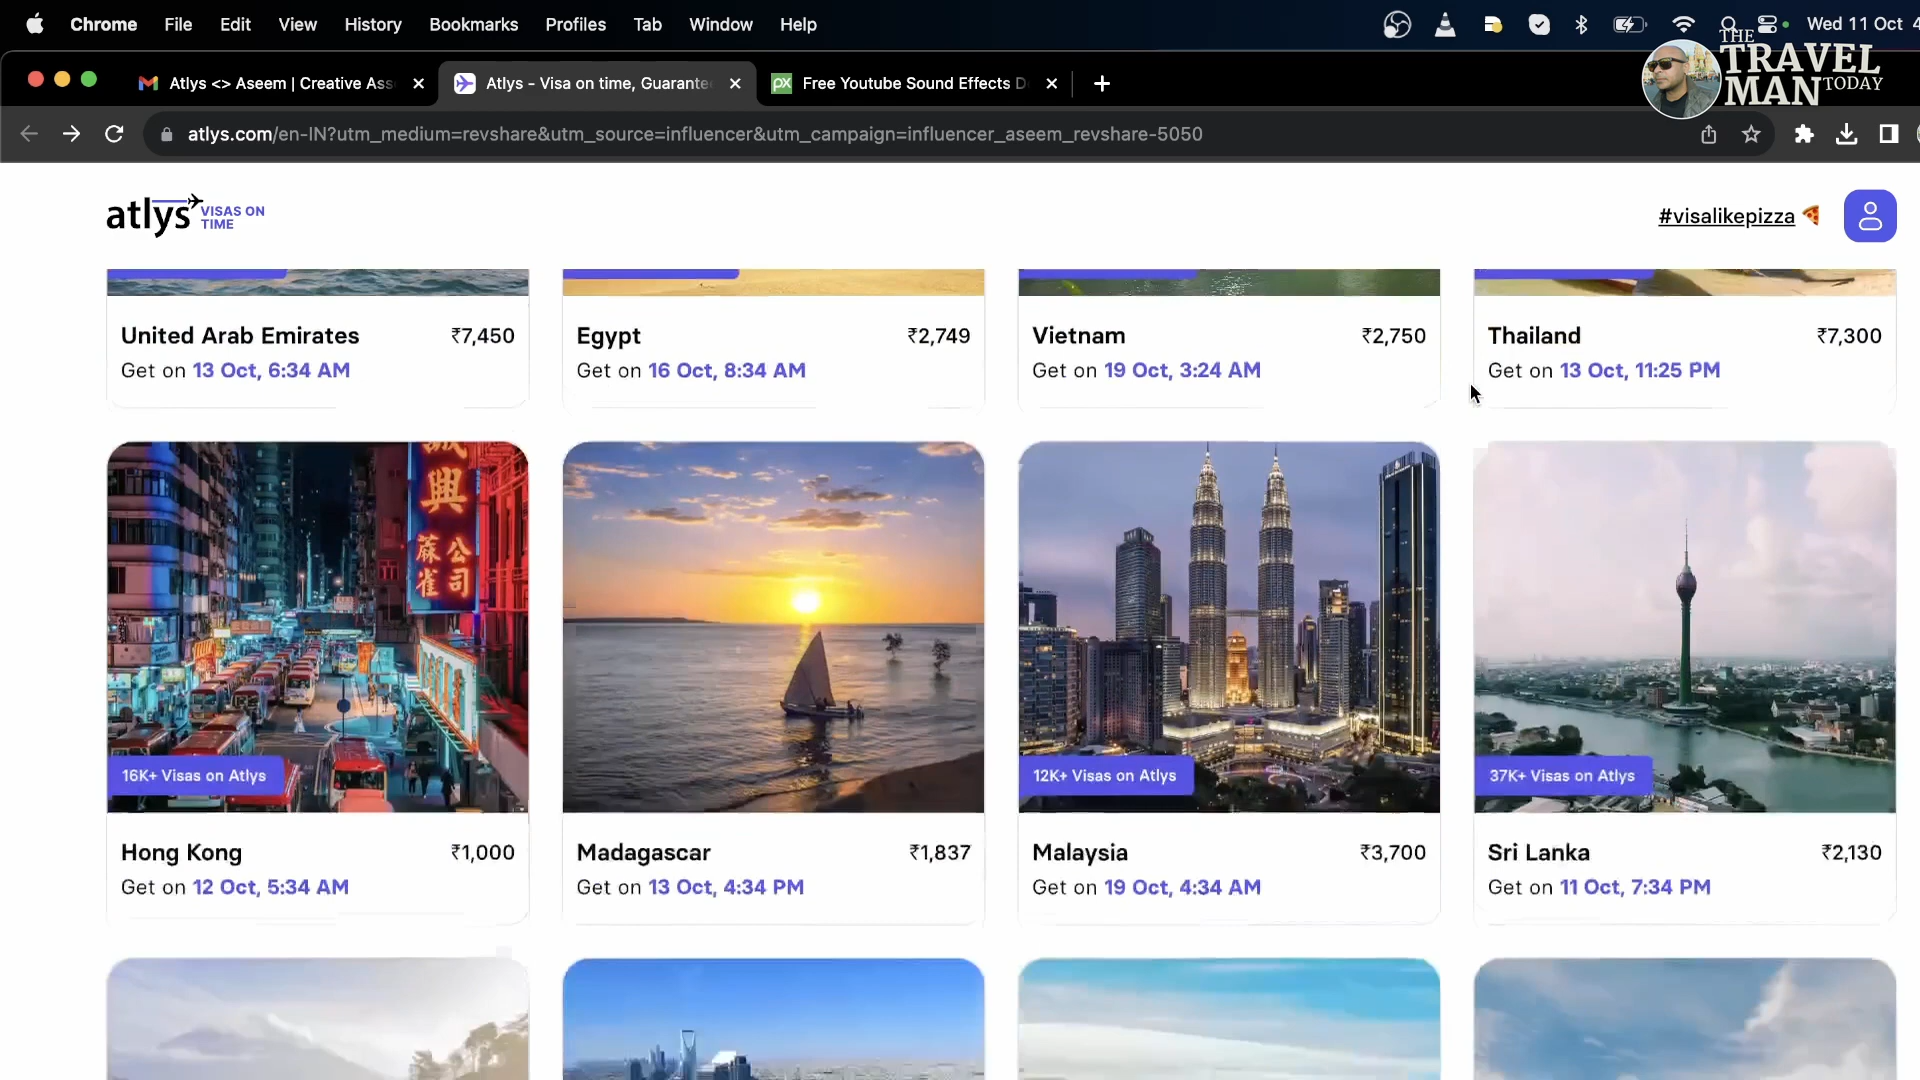 Chrome File Edit View History Bookmarks Profiles Tab Window Help Wed 11 Oct 4
THE
TRAVEL
MAN TODAY
Atlys <> Aseem | Creative Ass
Atlys - Visa on time, Guarante
px Free Youtube Sound Effects D
atlys.com/en-IN?utm_medium=revshare&utm_source=influencer&utm_campaign=influencer_aseem_revshare-5050
atlys VISAS ON
TIME
#visalikepizza
United Arab Emirates ₹7,450
Get on 13 Oct, 6:34 AM
Egypt ₹2,749
Get on 16 Oct, 8:34 AM
Vietnam ₹2,750
Get on 19 Oct, 3:24 AM
Thailand ₹7,300
Get on 13 Oct, 11:25 PM
興
蔴雀
公司
16K+ Visas on Atlys
12K+ Visas on Atlys
37K+ Visas on Atlys
Hong Kong ₹1,000
Get on 12 Oct, 5:34 AM
Madagascar ₹1,837
Get on 13 Oct, 4:34 PM
Malaysia ₹3,700
Get on 19 Oct, 4:34 AM
Sri Lanka ₹2,130
Get on 11 Oct, 7:34 PM